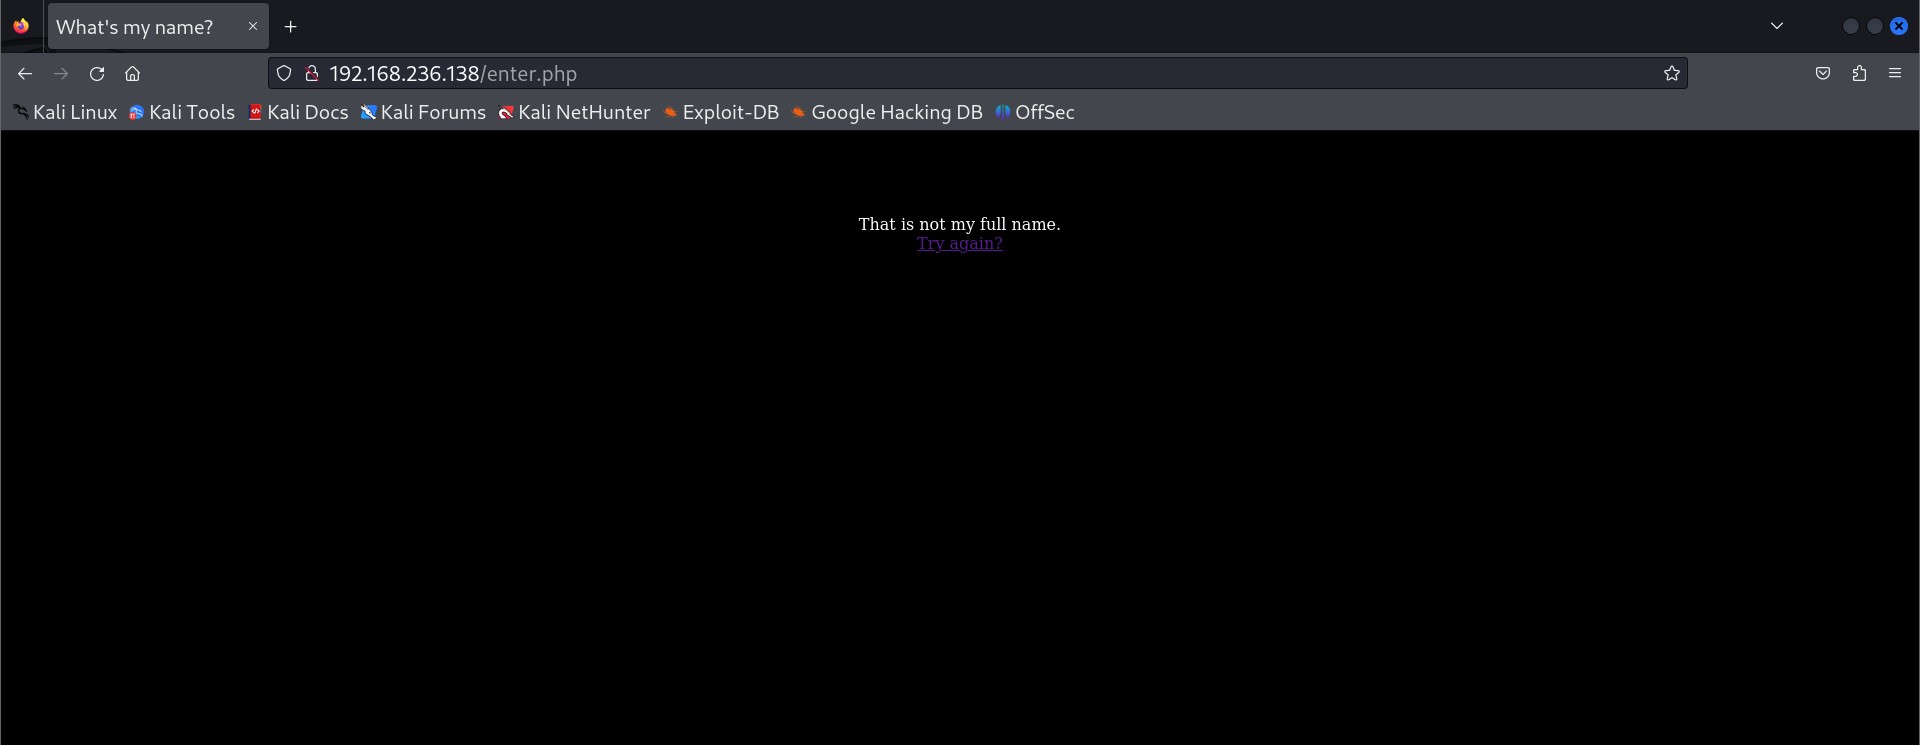 What's my name?
192.168.236.138/enter.php
Kali Linux Kali Tools Kali Docs Kali Forums Kali NetHunter Exploit-DB Google Hacking DB OffSec
That is not my full name.
Try again?